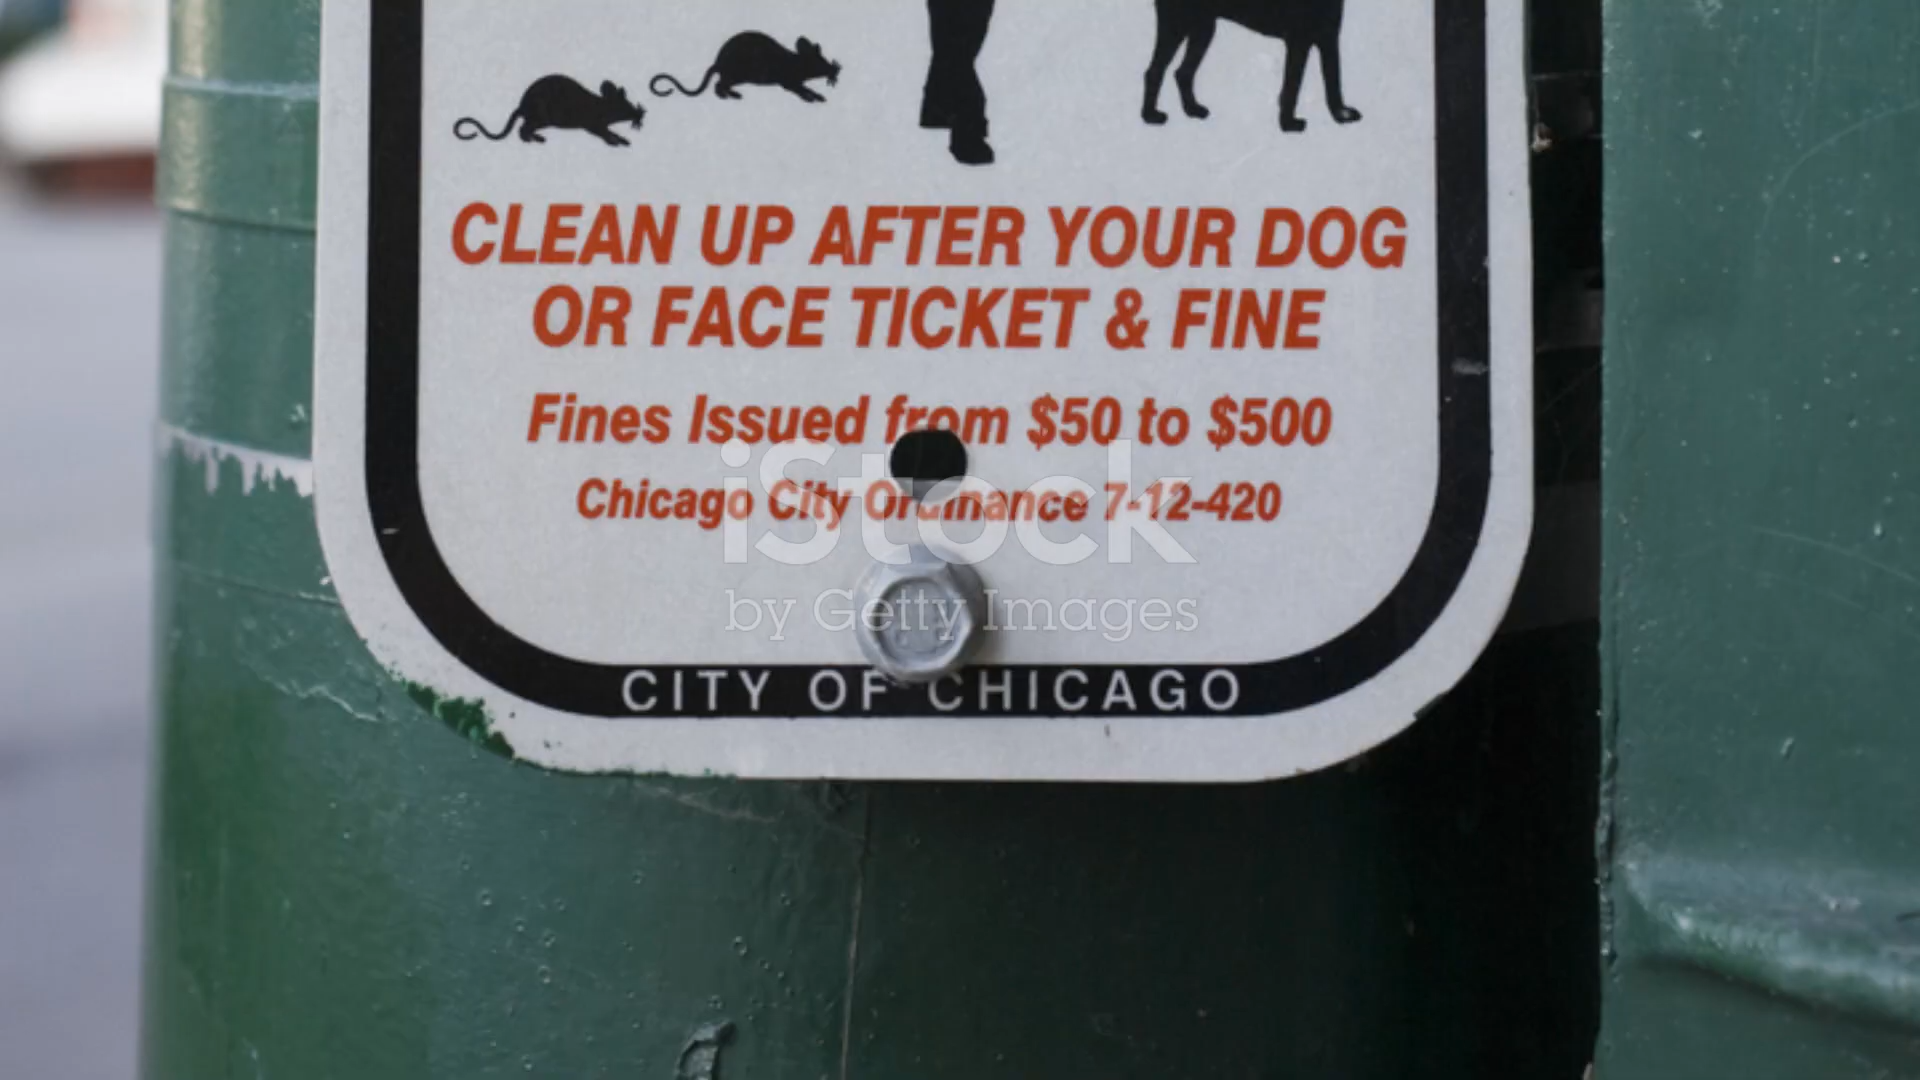 CLEAN UP AFTER YOUR DOG
OR FACE TICKET & FINE
Fines Issued from $50 to $500
Chicago City Ordinance 7-12-420
iStock
by Getty Images
CITY OF CHICAGO